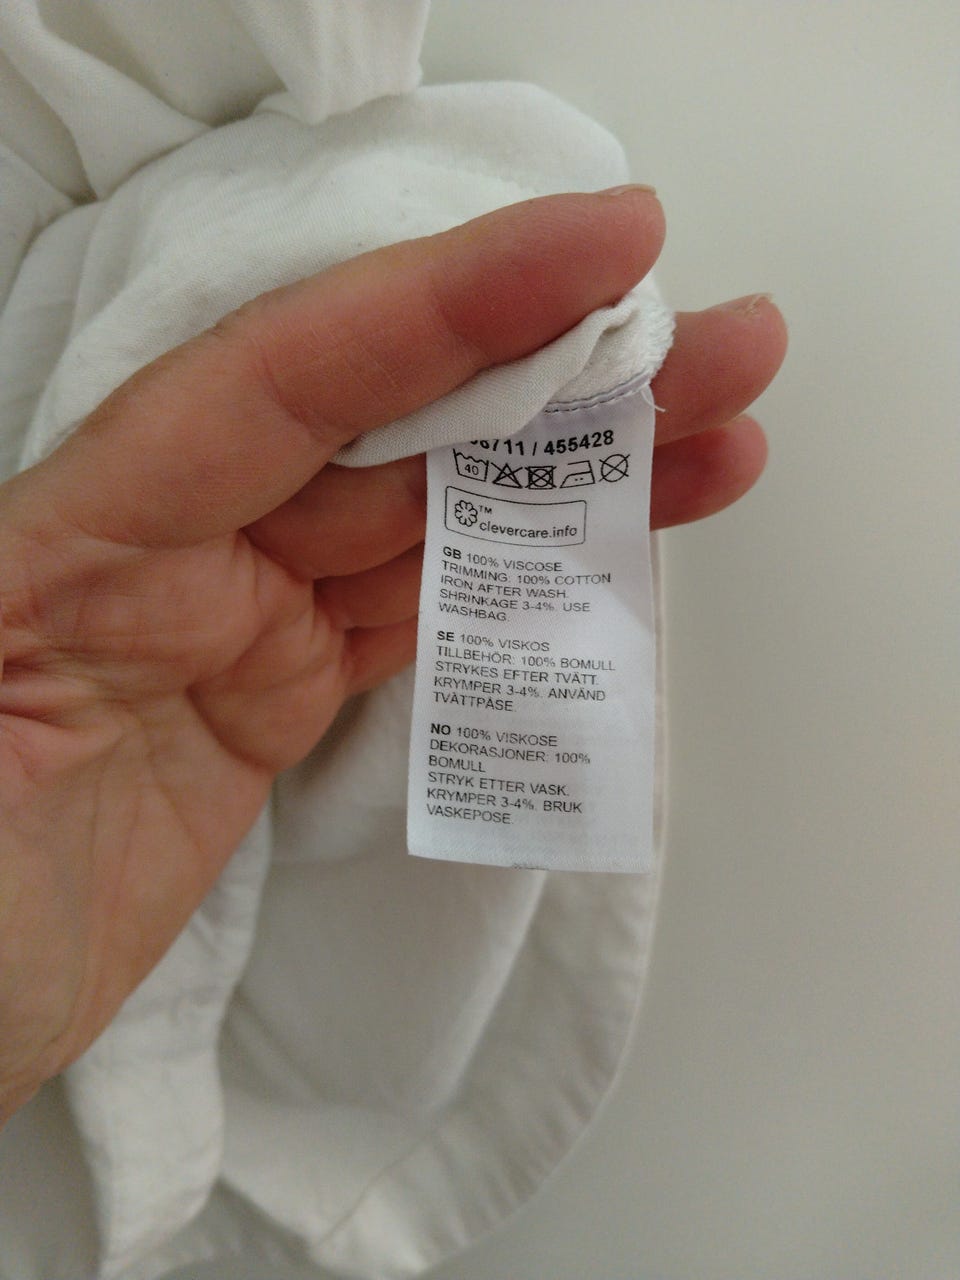 711 / 455428
40
TM
clevercare.info
GB 100% VISCOSE
TRIMMING: 100% COTTON
IRON AFTER WASH.
SHRINKAGE 3-4%. USE
WASHBAG.
SE 100% VISKOS
TILLBEHÖR: 100% BOMULL
STRYKES EFTER TVÄTT.
KRYMPER 3-4%. ANVÄND
TVÄTTPÅSE.
NO 100% VISKOSE
DEKORASJONER: 100%
BOMULL
STRYK ETTER VASK.
KRYMPER 3-4%. BRUK
VASKEPOSE.